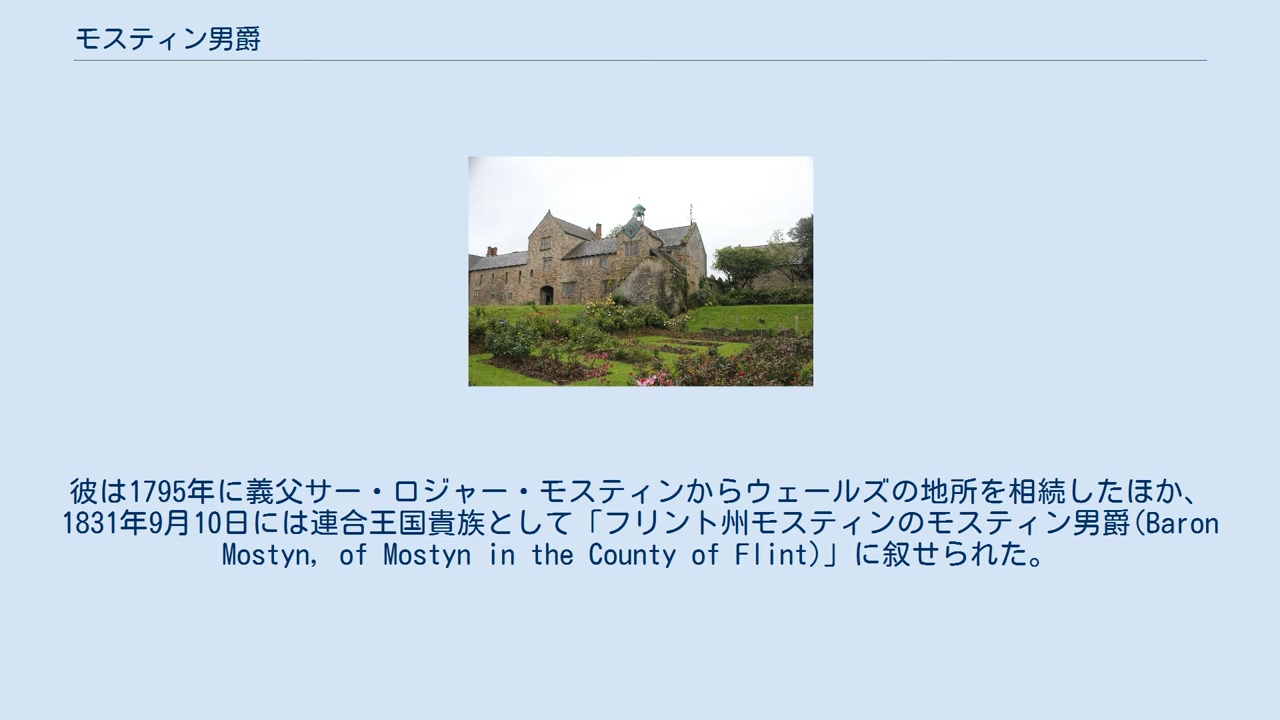 モスティン男爵
彼は1795年に義父サー・ロジャー・モスティンからウェールズの地所を相続したほか、
1831年9月10日には連合王国貴族として「フリント州モスティンのモスティン男爵(Baron
Mostyn, of Mostyn in the County of Flint)」に叙せられた。